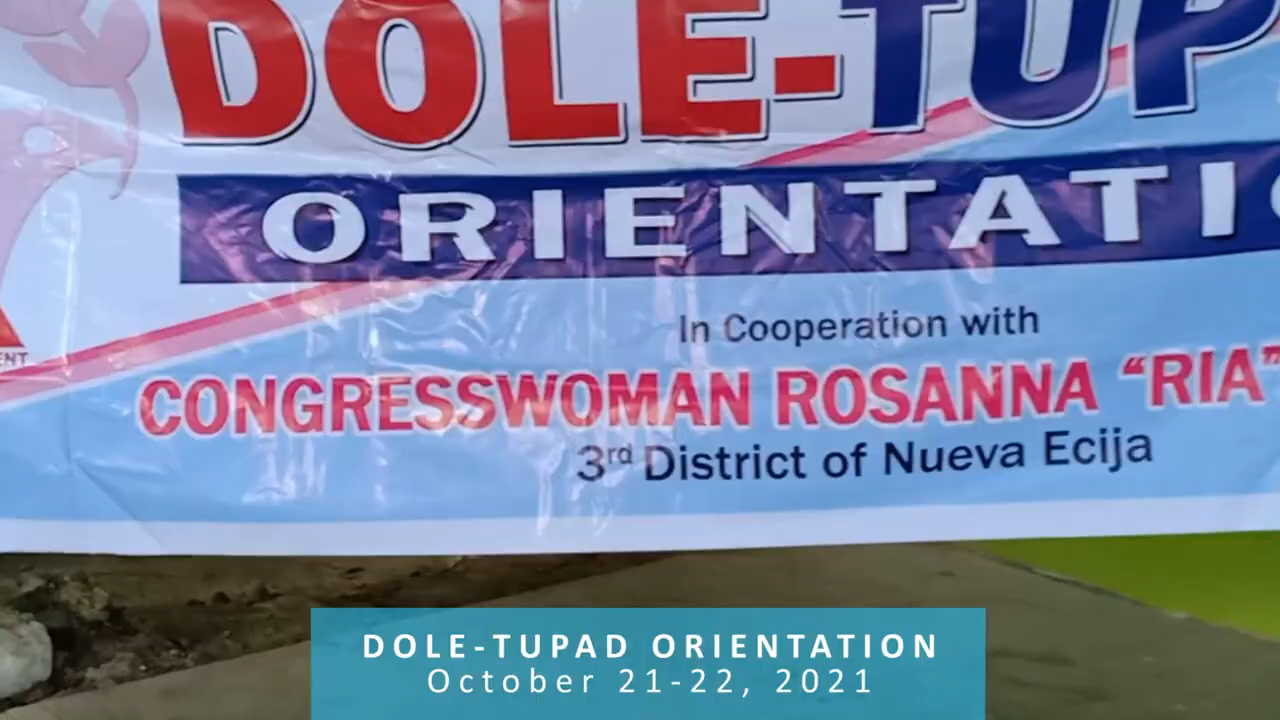 DOLE-TUP
ORIENTATI
In Cooperation with
CONGRESSWOMAN ROSANNA “RIA”
3rd District of Nueva Ecija
ENT
DOLE-TUPAD ORIENTATION
October 21-22, 2021